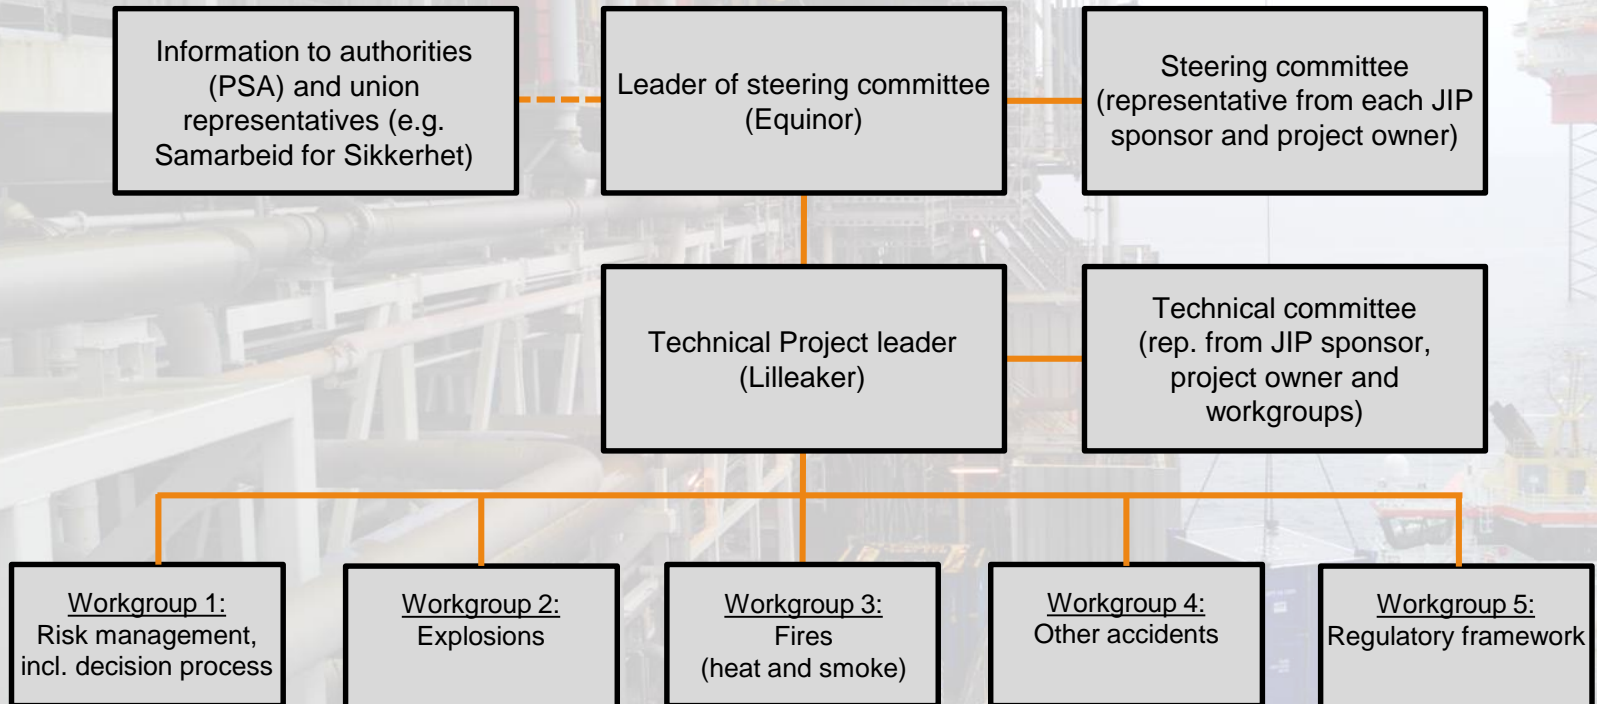 Information to authorities
(PSA) and union
representatives (e.g.
Samarbeid for Sikkerhet)
Leader of steering committee
(Equinor)
Steering committee
(representative from each JIP
sponsor and project owner)
Technical Project leader
(Lilleaker)
Technical committee
(rep. from JIP sponsor,
project owner and
workgroups)
Workgroup 1:
Risk management,
incl. decision process
Workgroup 2:
Explosions
Workgroup 3:
Fires
(heat and smoke)
Workgroup 4:
Other accidents
Workgroup 5:
Regulatory framework